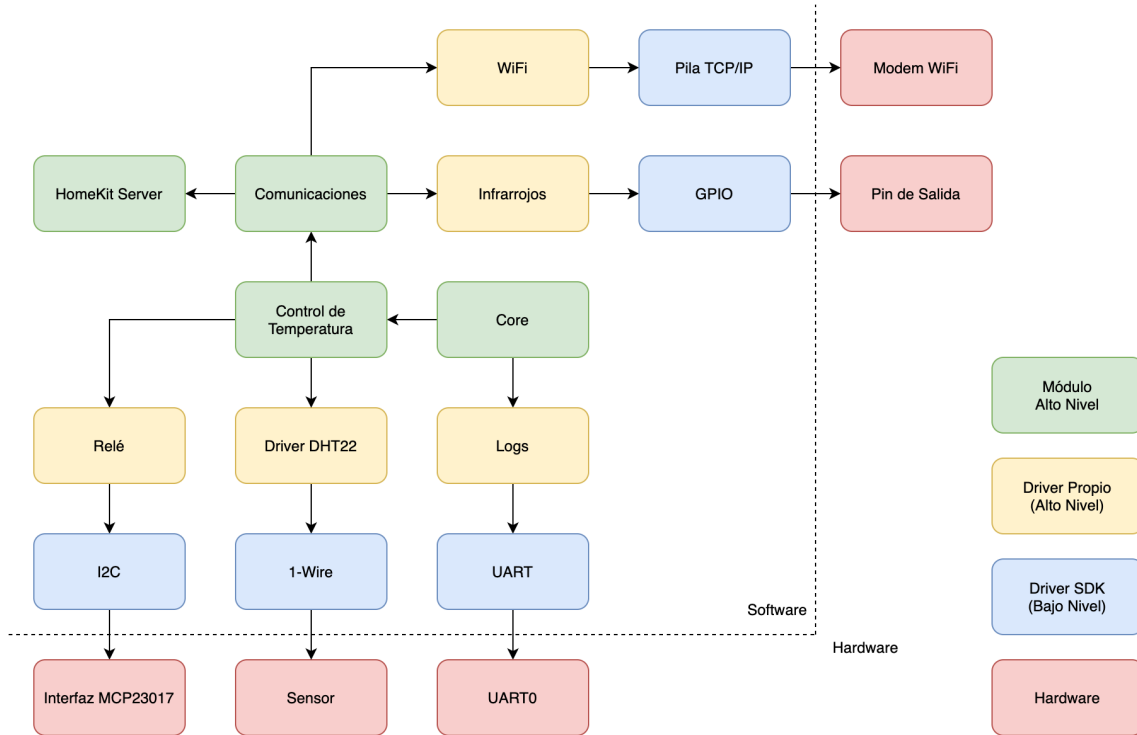 WiFi
Pila TCP/IP
Modem WiFi
HomeKit Server
Comunicaciones
Infrarrojos
GPIO
Pin de Salida
Control de
Temperatura
Core
Relé
Driver DHT22
Logs
Módulo
Alto Nivel
I2C
1-Wire
UART
Driver Propio
(Alto Nivel)
Software
Hardware
Driver SDK
(Bajo Nivel)
Interfaz MCP23017
Sensor
UART0
Hardware